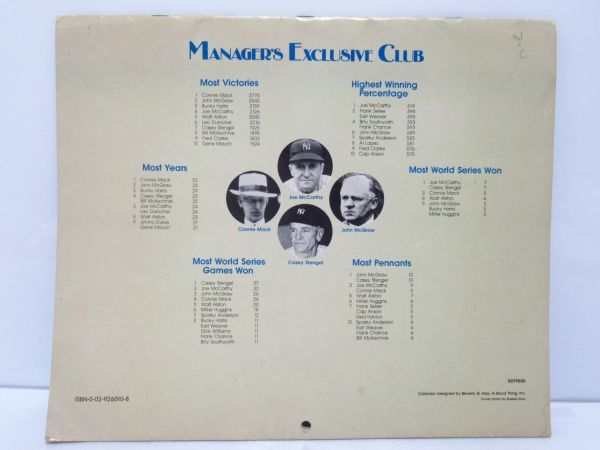 MANAGER'S EXCLUSIVE CLUB
Most Victories
1 Connie Mack 3776
2 John McGraw 2840
3 Bucky Harris 2159
4 Joe McCarthy 2126
5 Walt Alston 2040
6 Leo Durocher 2010
7 Casey Stengel 1926
8 Bill McKechnie 1898
9 Fred Clarke 1602
10 Gene Mauch 1524
Highest Winning
Percentage
1 Joe McCarthy .614
2 Frank Selee .598
Earl Weaver .598
4 Billy Southworth .593
Frank Chance .593
6 John McGraw .589
7 Sparky Anderson .585
8 Al Lopez .581
9 Fred Clarke .576
10 Cap Anson .575
Most Years
1 Connie Mack 53
2 John McGraw 33
3 Bucky Harris 29
4 Casey Stengel 25
Bill McKechnie 25
6 Joe McCarthy 24
Leo Durocher 24
8 Walt Alston 23
9 Jimmy Dykes 21
Gene Mauch 21
Most World Series Won
1 Joe McCarthy 7
Casey Stengel 7
3 Connie Mack 5
4 Walt Alston 4
5 John McGraw 3
Bucky Harris 3
Miller Huggins 3
Joe McCarthy
Connie Mack
John McGraw
Casey Stengel
Most World Series
Games Won
1 Casey Stengel 37
2 Joe McCarthy 30
3 John McGraw 26
4 Connie Mack 24
5 Walt Alston 20
6 Miller Huggins 18
7 Sparky Anderson 12
8 Bucky Harris 11
Earl Weaver 11
Dick Williams 11
Frank Chance 11
Billy Southworth 11
Most Pennants
1 John McGraw 10
Casey Stengel 10
3 Joe McCarthy 9
Connie Mack 9
5 Walt Alston 7
6 Miller Huggins 6
7 Frank Selee 5
Cap Anson 5
Ned Hanlon 5
10 Sparky Anderson 4
Earl Weaver 4
Frank Chance 4
Bill McKechnie 4
ISBN-0-02-926010-8
Calendar designed by Beverly B. Haw, A Good Thing, Inc.